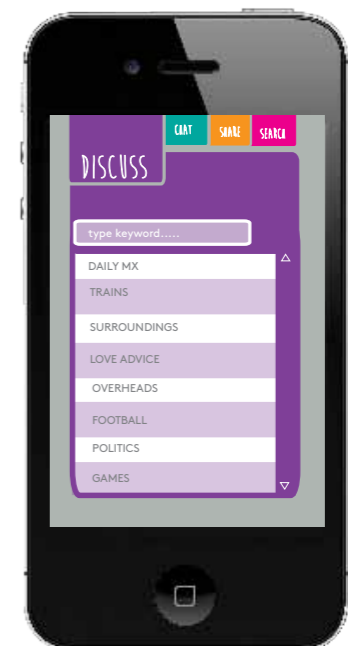 CHAT SHARE SEARCH
DISCUSS
type keyword.....
DAILY MX
TRAINS
SURROUNDINGS
LOVE ADVICE
OVERHEADS
FOOTBALL
POLITICS
GAMES